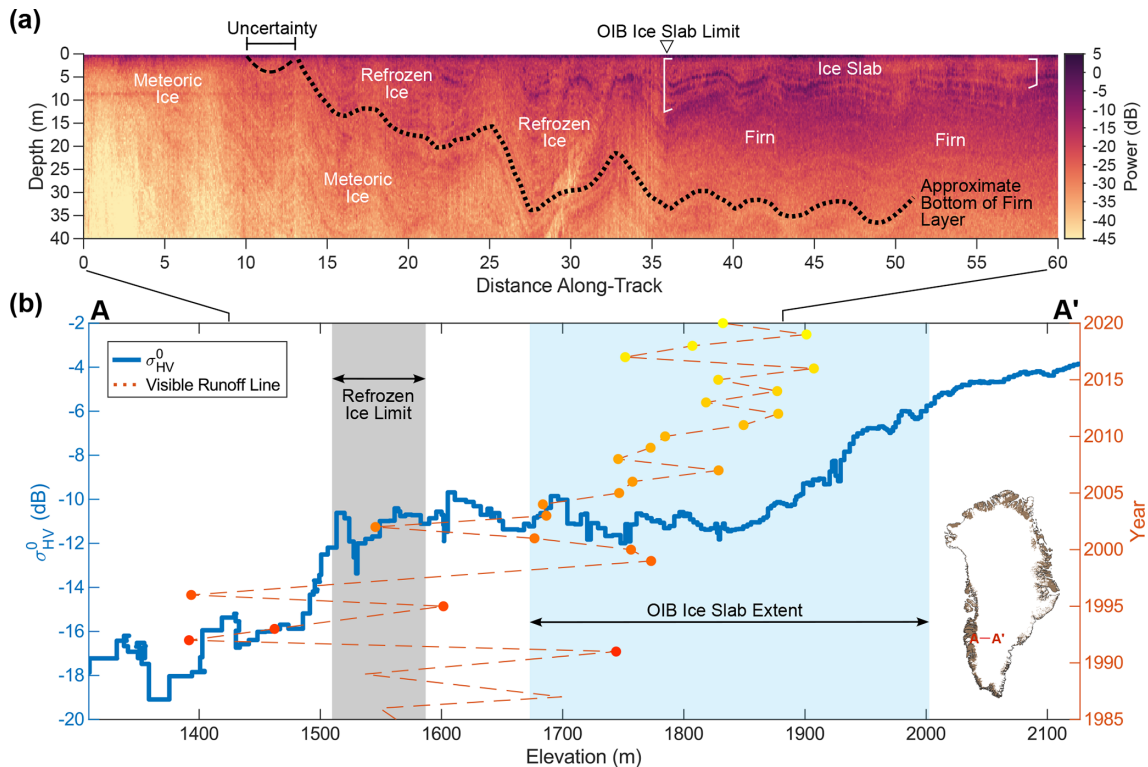 (a)
Uncertainty
OIB Ice Slab Limit
Depth (m)
0
5
10
15
20
25
30
35
40
Meteoric
Ice
Refrozen
Ice
Ice Slab
Refrozen
Ice
Firn
Firn
Meteoric
Ice
Approximate
Bottom of Firn
Layer
5
0
-5
-10
-15
-20
-25
-30
-35
-40
-45
Power (dB)
0 5 10 15 20 25 30 35 40 45 50 55 60
Distance Along-Track
(b)
A
A'
σ⁰HV (dB)
-2
-4
-6
-8
-10
-12
-14
-16
-18
-20
σ⁰HV
Visible Runoff Line
Refrozen
Ice Limit
OIB Ice Slab Extent
A—A'
2020
2015
2010
2005
2000
1995
1990
1985
Year
1400 1500 1600 1700 1800 1900 2000 2100
Elevation (m)